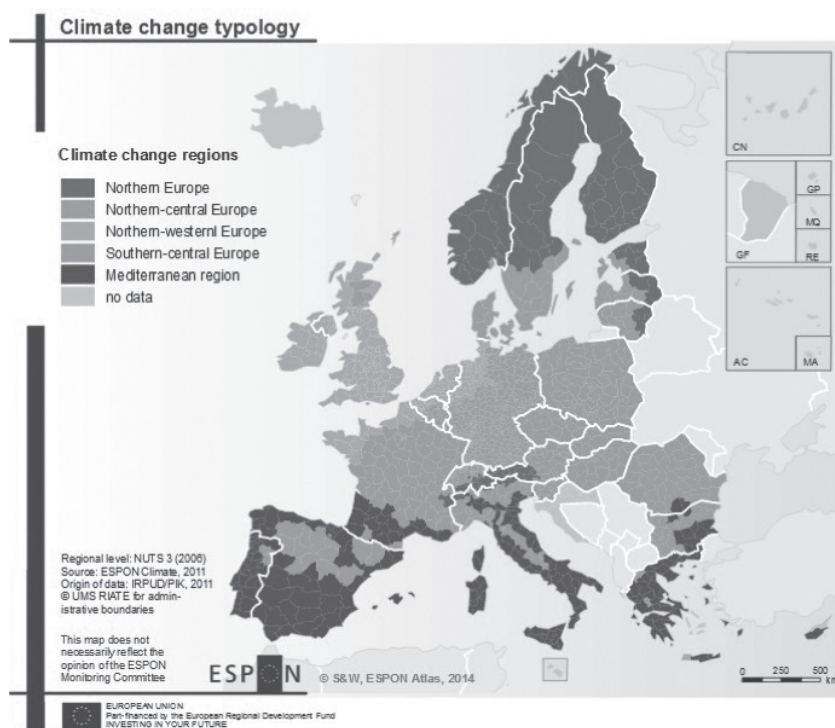 Climate change typology
Climate change regions
Northern Europe
Northern-central Europe
Northern-western Europe
Southern-central Europe
Mediterranean region
no data
CN
GP
MQ
GF
RE
AC
MA
Regional level: NUTS 3 (2006)
Source: ESPON Climate, 2011
Origin of data: IRPUD/PIK, 2011
© UMS RIATE for admin-
istrative boundaries
This map does not
necessarily reflect the
opinion of the ESPON
Monitoring Committee
ESPON
© S&W, ESPON Atlas, 2014
0 250 500
km
EUROPEAN UNION
Part-financed by the European Regional Development Fund
INVESTING IN YOUR FUTURE